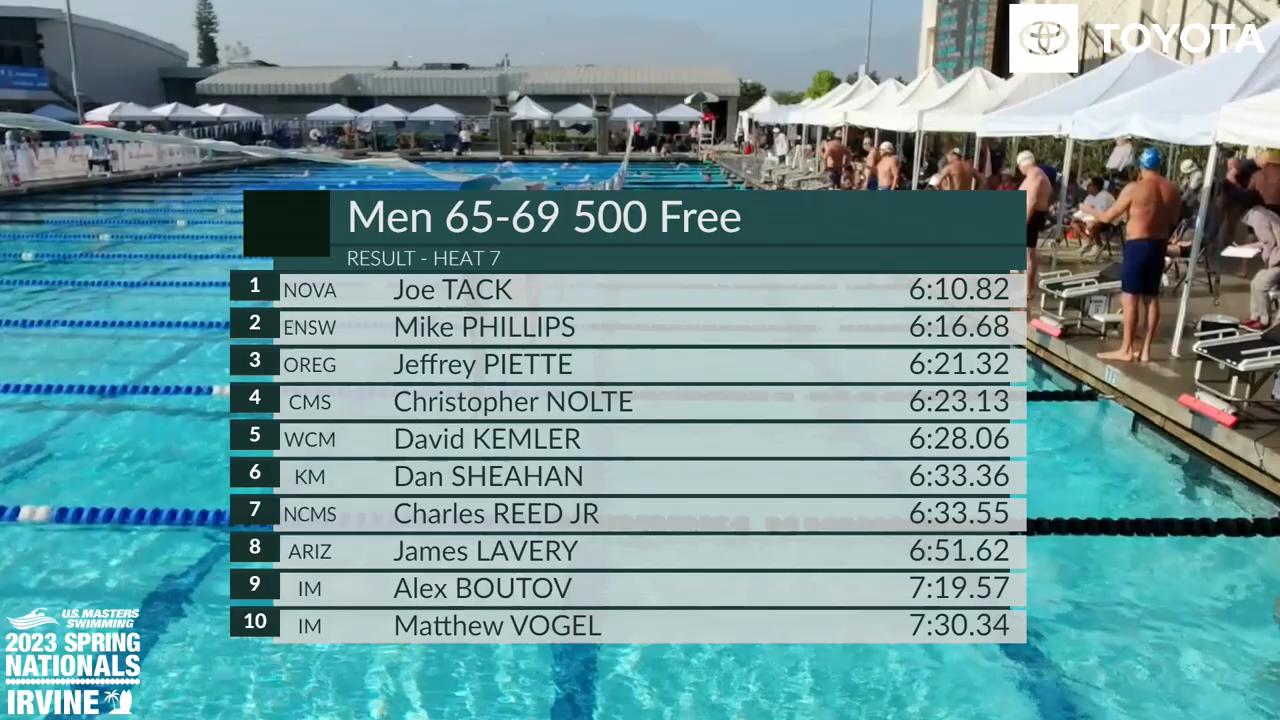 TOYOTA
Men 65-69 500 Free
RESULT - HEAT 7
1 NOVA Joe TACK 6:10.82
2 ENSW Mike PHILLIPS 6:16.68
3 OREG Jeffrey PIETTE 6:21.32
4 CMS Christopher NOLTE 6:23.13
5 WCM David KEMLER 6:28.06
6 KM Dan SHEAHAN 6:33.36
7 NCMS Charles REED JR 6:33.55
8 ARIZ James LAVERY 6:51.62
9 IM Alex BOUTOV 7:19.57
10 IM Matthew VOGEL 7:30.34
U.S. MASTERS
SWIMMING
2023 SPRING
NATIONALS
IRVINE